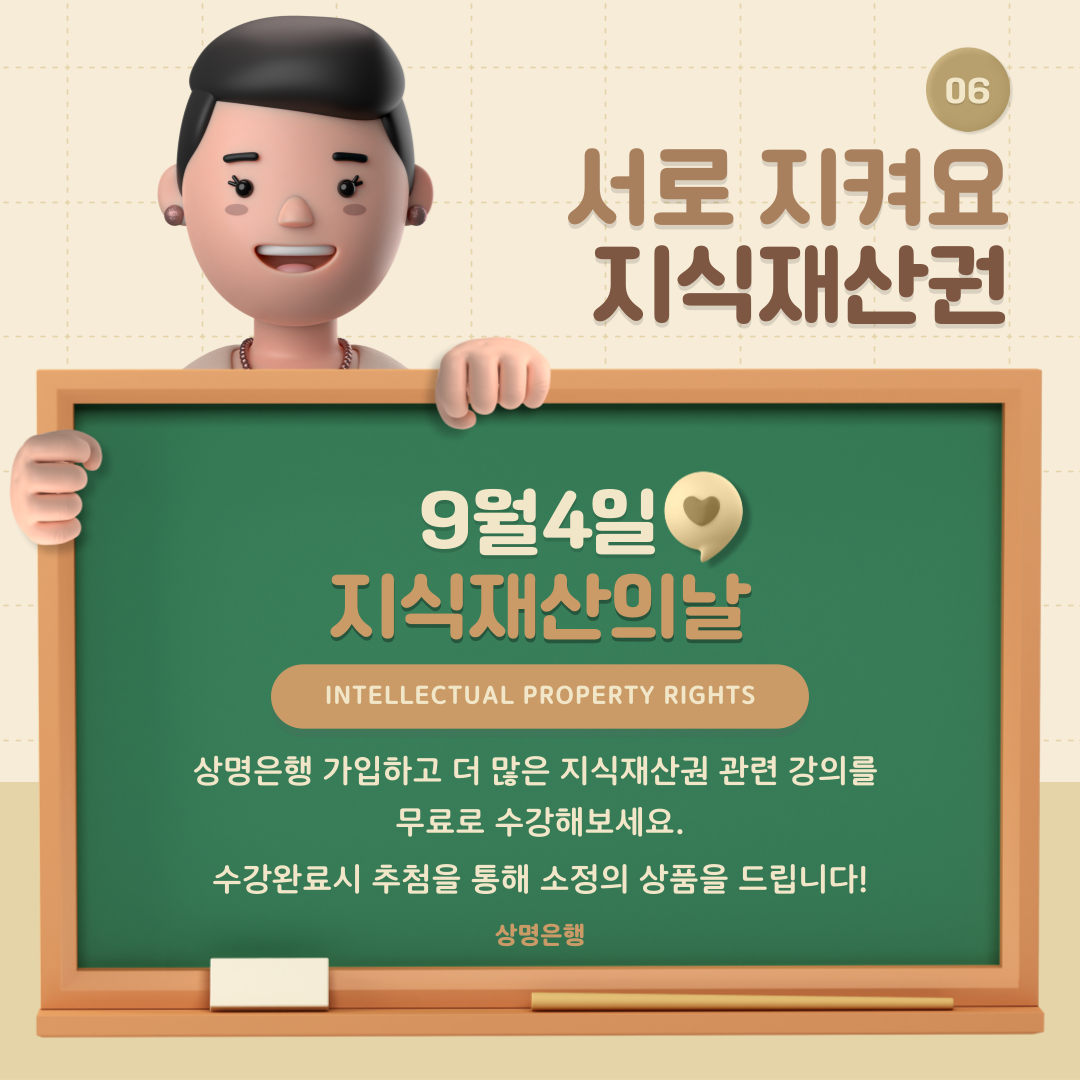 06
서로 지켜요
지식재산권
9월4일
지식재산의날
INTELLECTUAL PROPERTY RIGHTS
상명은행 가입하고 더 많은 지식재산권 관련 강의를
무료로 수강해보세요.
수강완료시 추첨을 통해 소정의 상품을 드립니다!
상명은행